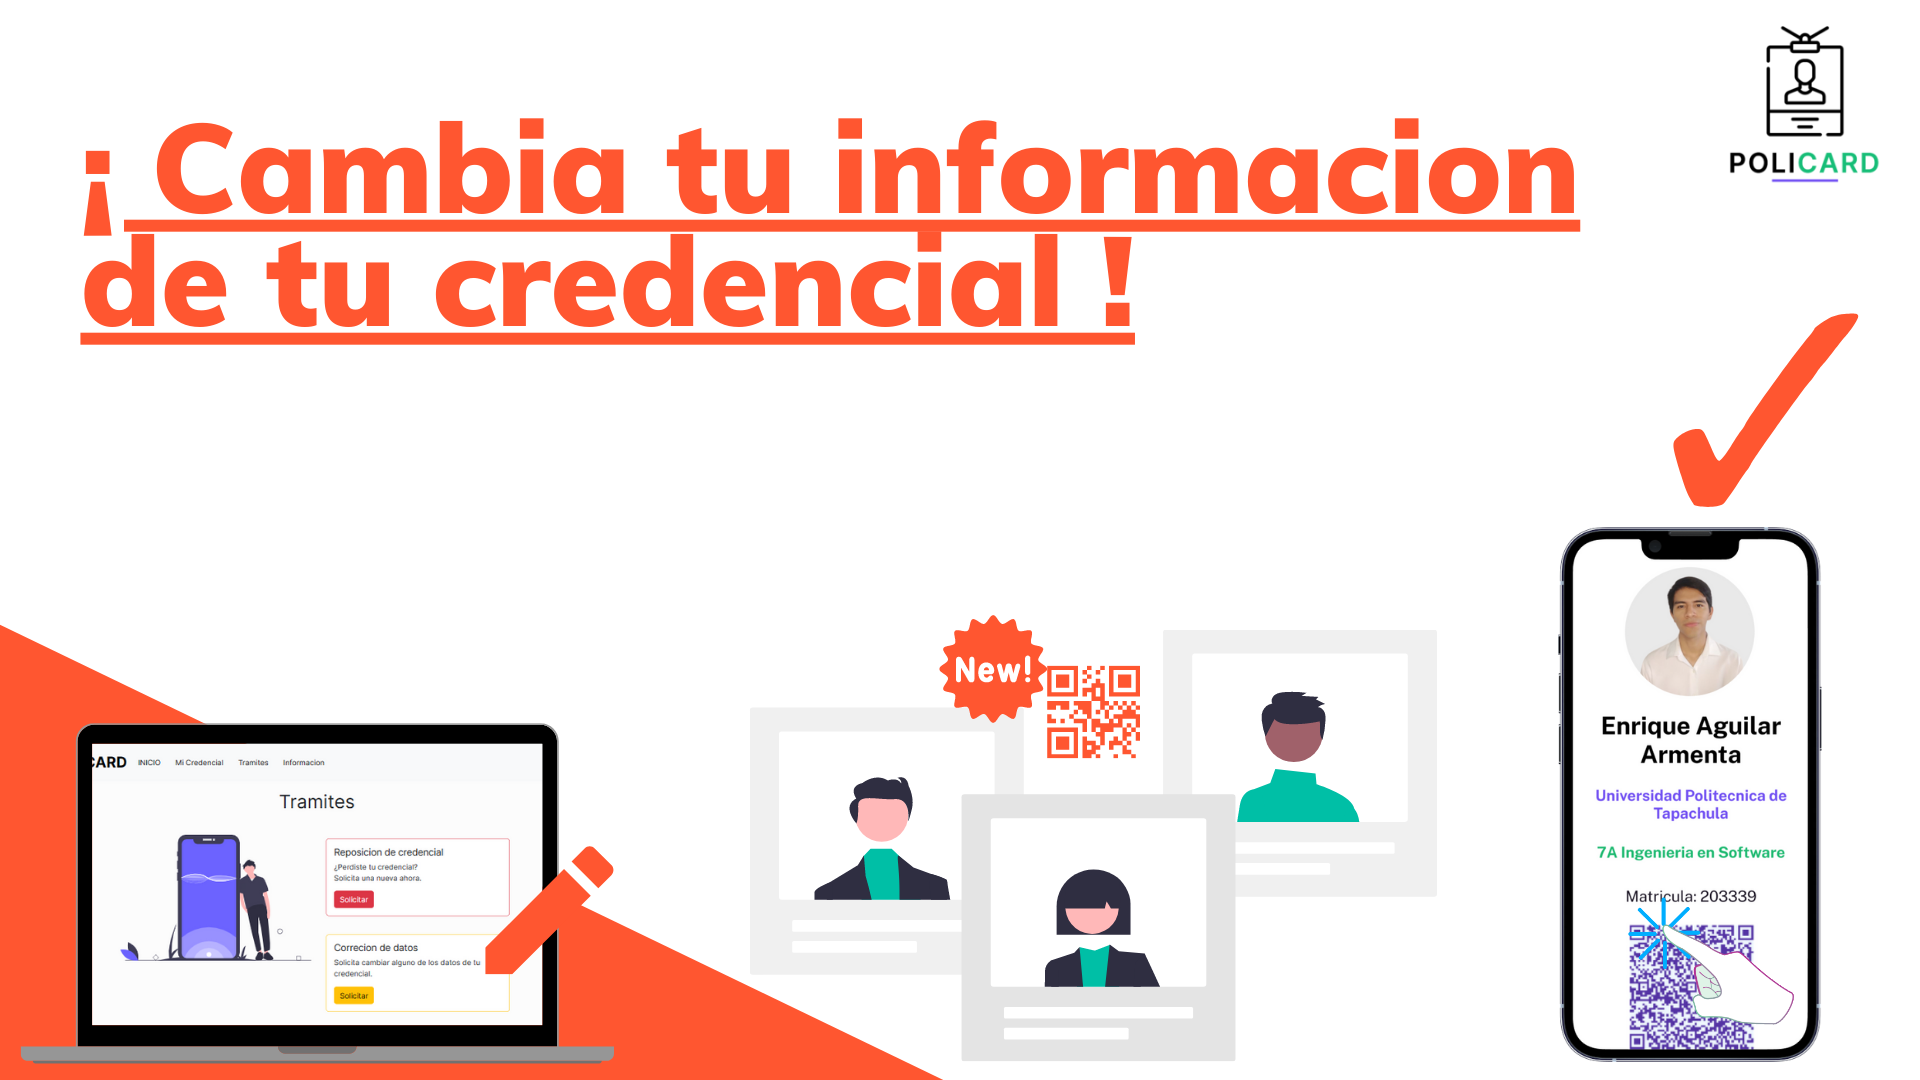 ¡ Cambia tu informacion
de tu credencial !
POLICARD
New!
CARD INICIO Mi Credencial Tramites Informacion
Tramites
Reposicion de credencial
¿Perdiste tu credencial?
Solicita una nueva ahora.
Solicitar
Correcion de datos
Solicita cambiar alguno de los datos de tu
credencial.
Solicitar
Enrique Aguilar
Armenta
Universidad Politecnica de
Tapachula
7A Ingenieria en Software
Matricula: 203339